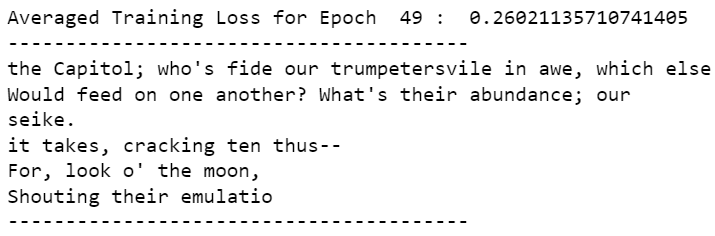 Averaged Training Loss for Epoch  49 :  0.26021135710741405
----------------------------------------
the Capitol; who's fide our trumpetersvile in awe, which else
Would feed on one another? What's their abundance; our
seike.
it takes, cracking ten thus--
For, look o' the moon,
Shouting their emulatio
----------------------------------------